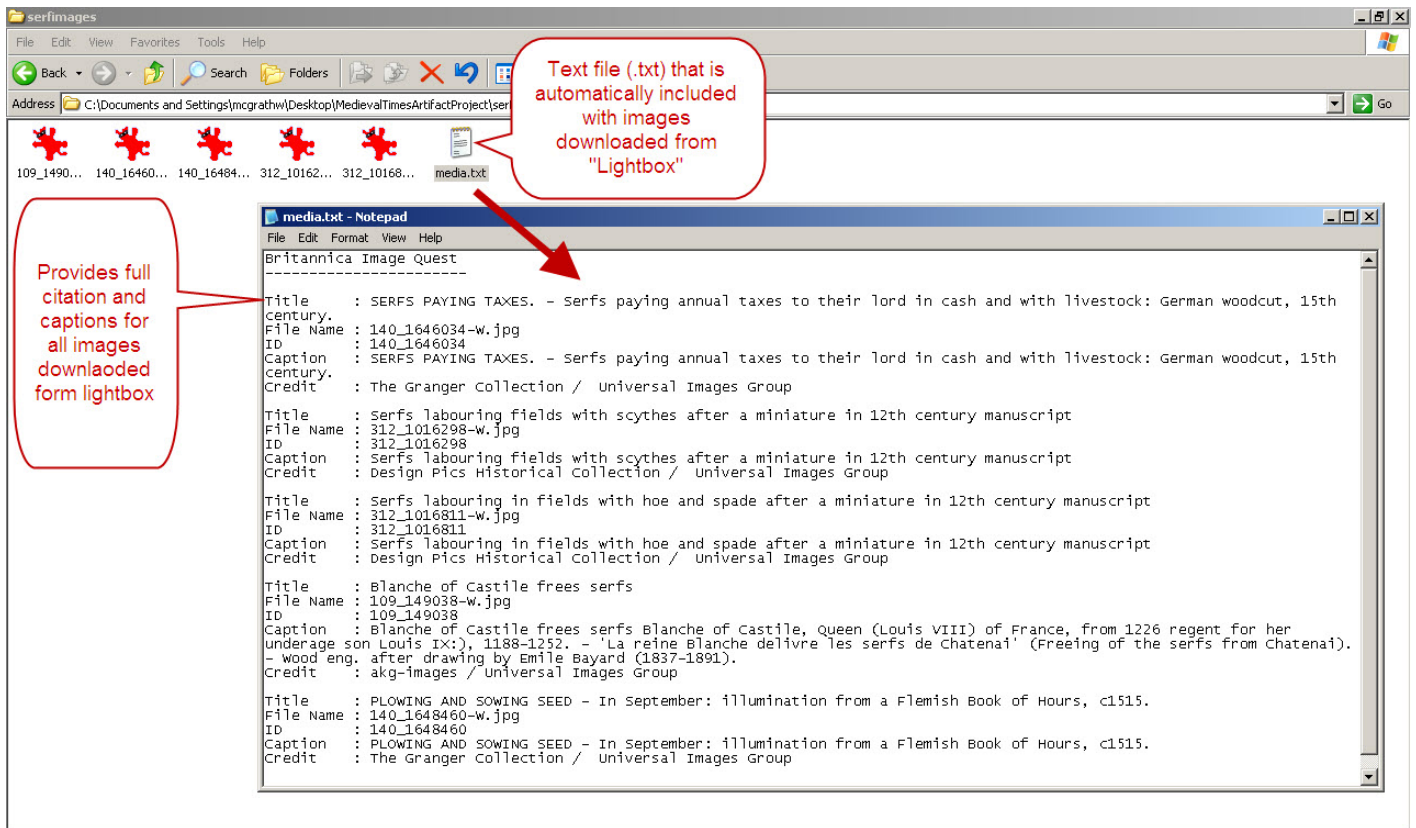 serfimages
File Edit View Favorites Tools Help
Back Search Folders
Address C:\Documents and Settings\mcgrathw\Desktop\MedievalTimesArtifactProject\ser
Go
Text file (.txt) that is
automatically included
with images
downloaded from
"Lightbox"
109_1490... 140_16460... 140_16484... 312_10162... 312_10168... media.txt
Provides full
citation and
captions for
all images
downlaoded
form lightbox
media.txt - Notepad
File Edit Format View Help
Britannica Image Quest
-----------------------
Title : SERFS PAYING TAXES. - Serfs paying annual taxes to their lord in cash and with livestock: German woodcut, 15th
century.
File Name : 140_1646034-W.jpg
ID : 140_1646034
Caption : SERFS PAYING TAXES. - Serfs paying annual taxes to their lord in cash and with livestock: German woodcut, 15th
century.
Credit : The Granger Collection / Universal Images Group
Title : Serfs labouring fields with scythes after a miniature in 12th century manuscript
File Name : 312_1016298-W.jpg
ID : 312_1016298
Caption : Serfs labouring fields with scythes after a miniature in 12th century manuscript
Credit : Design Pics Historical Collection / Universal Images Group
Title : Serfs labouring in fields with hoe and spade after a miniature in 12th century manuscript
File Name : 312_1016811-W.jpg
ID : 312_1016811
Caption : Serfs labouring in fields with hoe and spade after a miniature in 12th century manuscript
Credit : Design Pics Historical Collection / Universal Images Group
Title : Blanche of Castile frees serfs
File Name : 109_149038-W.jpg
ID : 109_149038
Caption : Blanche of Castile frees serfs Blanche of Castile, Queen (Louis VIII) of France, from 1226 regent for her
underage son Louis IX:), 1188-1252. - 'La reine Blanche delivre les serfs de Chatenai' (Freeing of the serfs from Chatenai).
- Wood eng. after drawing by Emile Bayard (1837-1891).
Credit : akg-images / Universal Images Group
Title : PLOWING AND SOWING SEED - In September: illumination from a Flemish Book of Hours, c1515.
File Name : 140_1648460-W.jpg
ID : 140_1648460
Caption : PLOWING AND SOWING SEED - In September: illumination from a Flemish Book of Hours, c1515.
Credit : The Granger Collection / Universal Images Group